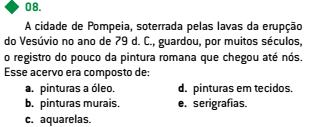 08.
A cidade de Pompeia, soterrada pelas lavas da erupção
do Vesúvio no ano de 79 d. C., guardou, por muitos séculos,
o registro do pouco da pintura romana que chegou até nós.
Esse acervo era composto de:
a. pinturas a óleo.
b. pinturas murais.
c. aquarelas.
d. pinturas em tecidos.
e. serigrafias.